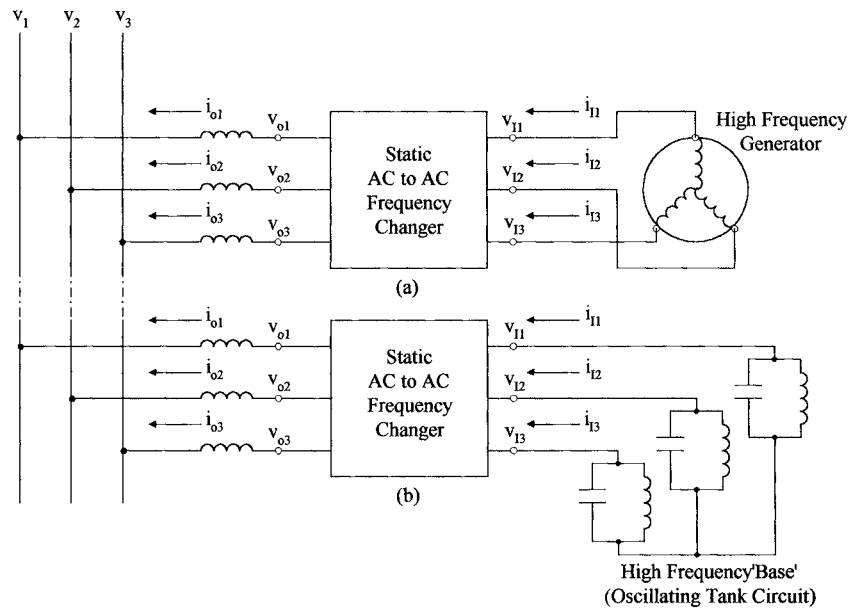 v1 v2 v3
io1 vo1 vI1 iI1
io2 vo2 vI2 iI2
io3 vo3 vI3 iI3
Static
AC to AC
Frequency
Changer
High Frequency
Generator
(a)
io1 vo1 vI1 iI1
io2 vo2 vI2 iI2
io3 vo3 vI3 iI3
Static
AC to AC
Frequency
Changer
(b)
High Frequency'Base'
(Oscillating Tank Circuit)